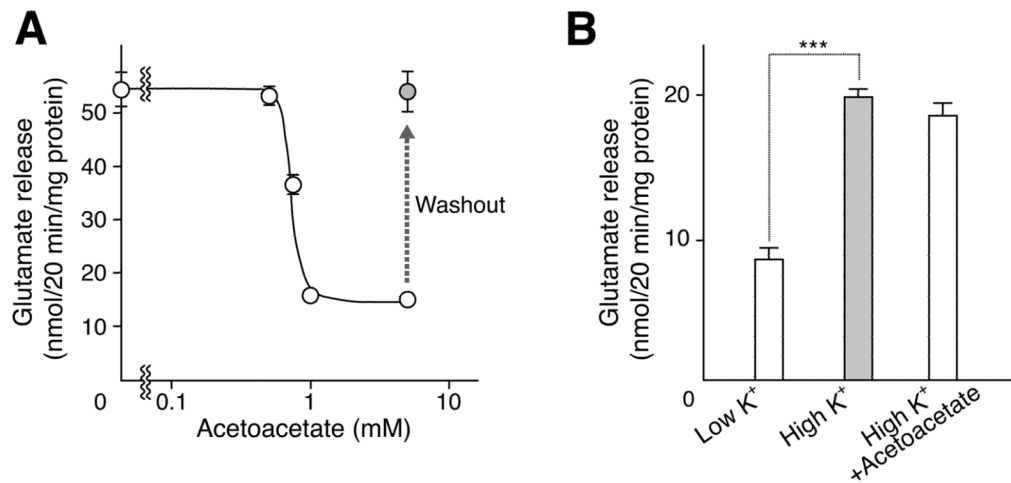 A
Glutamate release
(nmol/20 min/mg protein)
50
40
30
20
10
0
0.1
1
10
Acetoacetate (mM)
Washout
B
Glutamate release
(nmol/20 min/mg protein)
20
10
0
***
Low K⁺
High K⁺
High K⁺
+Acetoacetate